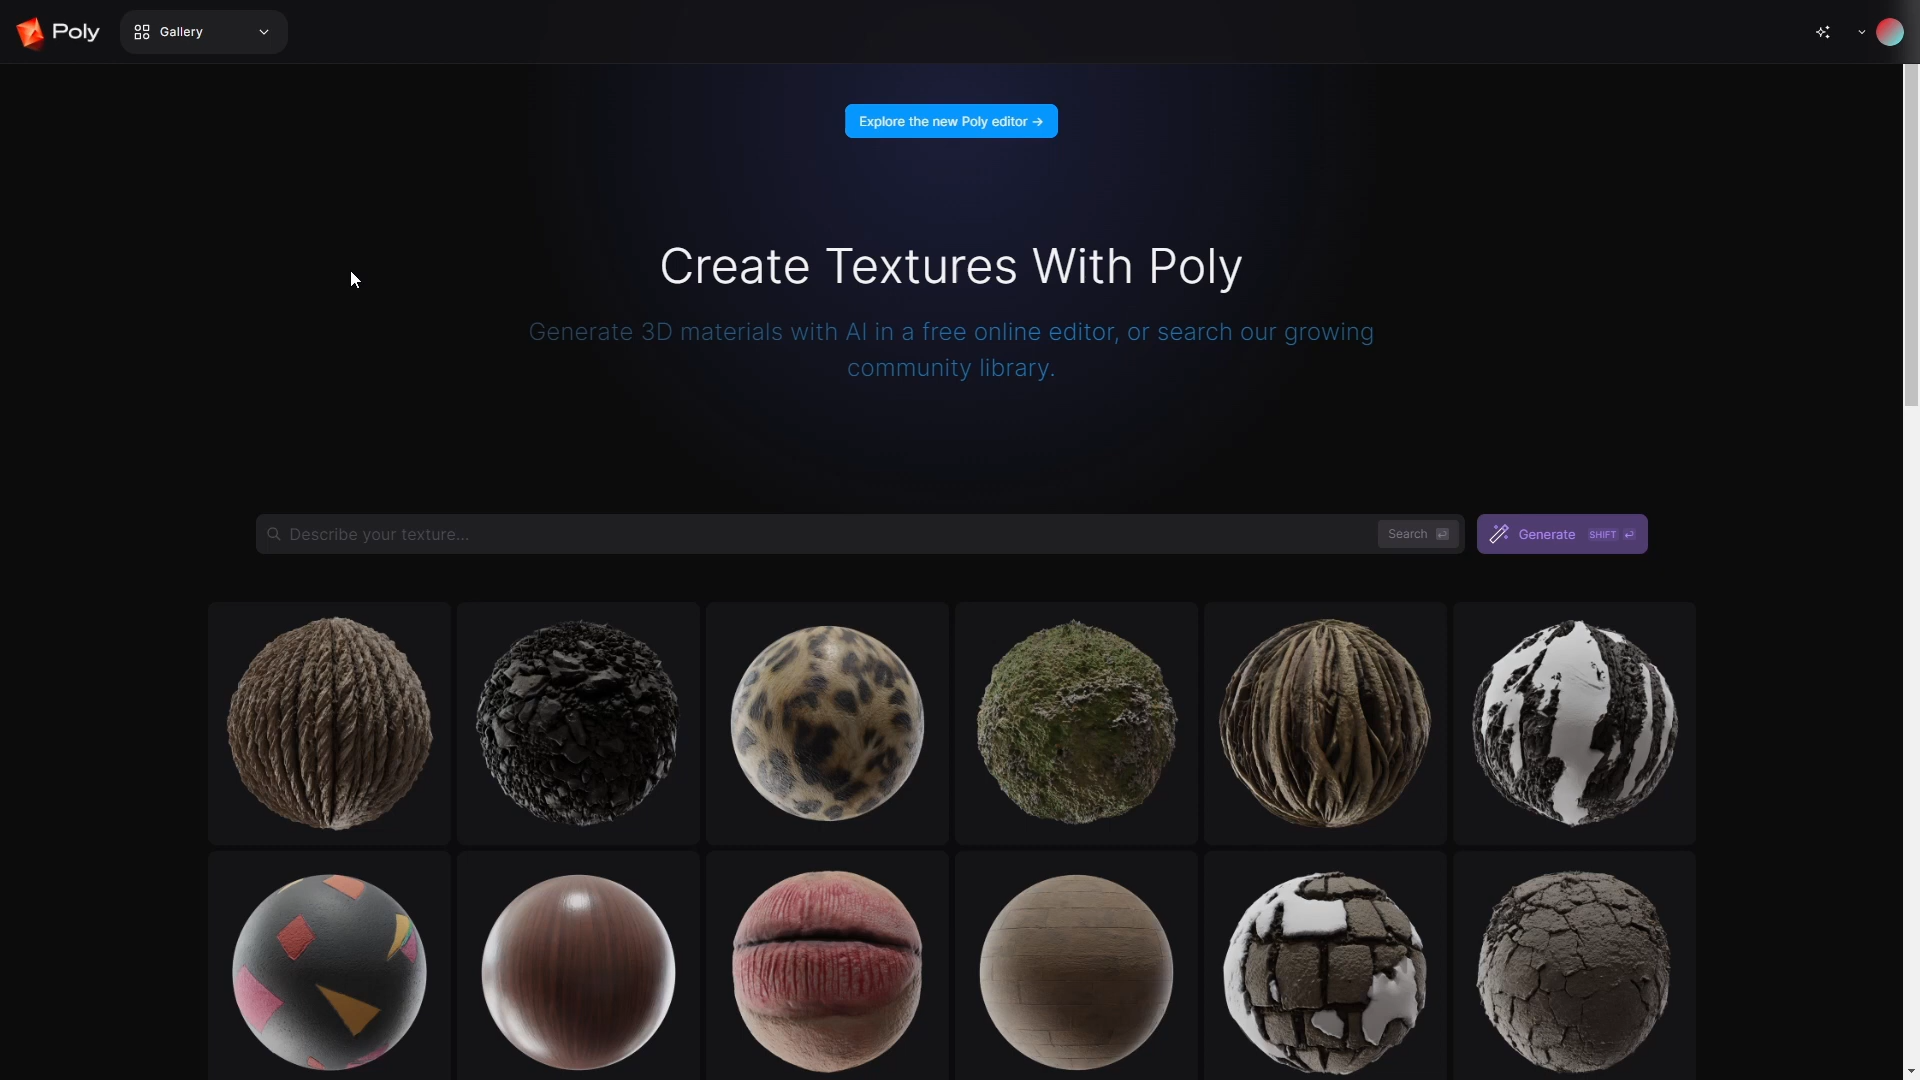 Poly
Gallery
Explore the new Poly editor →
Create Textures With Poly
Generate 3D materials with AI in a free online editor, or search our growing
community library.
Describe your texture...
Search
Generate SHIFT